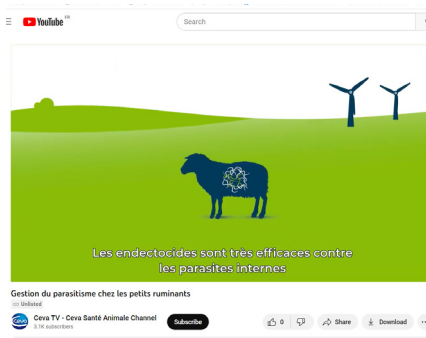 YouTube FR
Search
Les endectocides sont très efficaces contre
les parasites internes
Gestion du parasitisme chez les petits ruminants
Unlisted
Ceva TV - Ceva Santé Animale Channel
3.1K subscribers
Subscribe
0
Share
Download